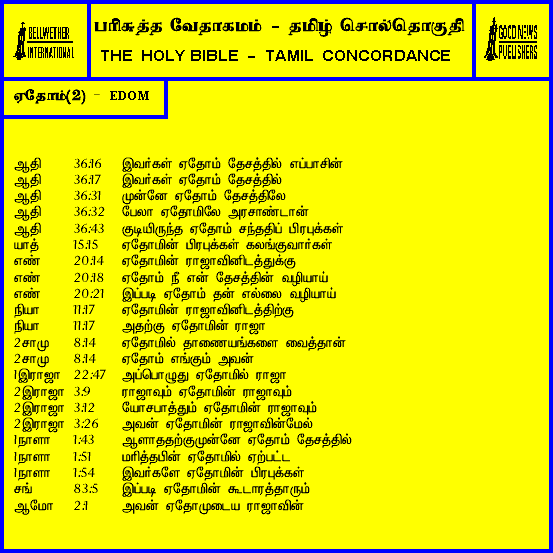 BELLWETHER
INTERNATIONAL
பரிசுத்த வேதாகமம் - தமிழ் சொல்தொகுதி
THE HOLY BIBLE - TAMIL CONCORDANCE
GOOD NEWS
PUBLISHERS
ஏதோம்(2) - EDOM
ஆதி 36:16 இவர்கள் ஏதோம் தேசத்தில் எப்பாசின்
ஆதி 36:17 இவர்கள் ஏதோம் தேசத்தில்
ஆதி 36:31 முன்னே ஏதோம் தேசத்திலே
ஆதி 36:32 பேலா ஏதோமிலே அரசாண்டான்
ஆதி 36:43 குடியிருந்த ஏதோம் சந்ததிப் பிரபுக்கள்
யாத் 15:15 ஏதோமின் பிரபுக்கள் கலங்குவார்கள்
எண் 20:14 ஏதோமின் ராஜாவினிடத்துக்கு
எண் 20:18 ஏதோம் நீ என் தேசத்தின் வழியாய்
எண் 20:21 இப்படி ஏதோம் தன் எல்லை வழியாய்
நியா 11:17 ஏதோமின் ராஜாவினிடத்திற்கு
நியா 11:17 அதற்கு ஏதோமின் ராஜா
2சாமு 8:14 ஏதோமில் தாணையங்களை வைத்தான்
2சாமு 8:14 ஏதோம் எங்கும் அவன்
1இராஜா 22:47 அப்பொழுது ஏதோமில் ராஜா
2இராஜா 3:9 ராஜாவும் ஏதோமின் ராஜாவும்
2இராஜா 3:12 யோசபாத்தும் ஏதோமின் ராஜாவும்
2இராஜா 3:26 அவன் ஏதோமின் ராஜாவின்மேல்
1நாளா 1:43 ஆளாததற்குமுன்னே ஏதோம் தேசத்தில்
1நாளா 1:51 மரித்தபின் ஏதோமில் ஏற்பட்ட
1நாளா 1:54 இவர்களே ஏதோமின் பிரபுக்கள்
சங் 83:5 இப்படி ஏதோமின் கூடாரத்தாரும்
ஆமோ 2:1 அவன் ஏதோமுடைய ராஜாவின்